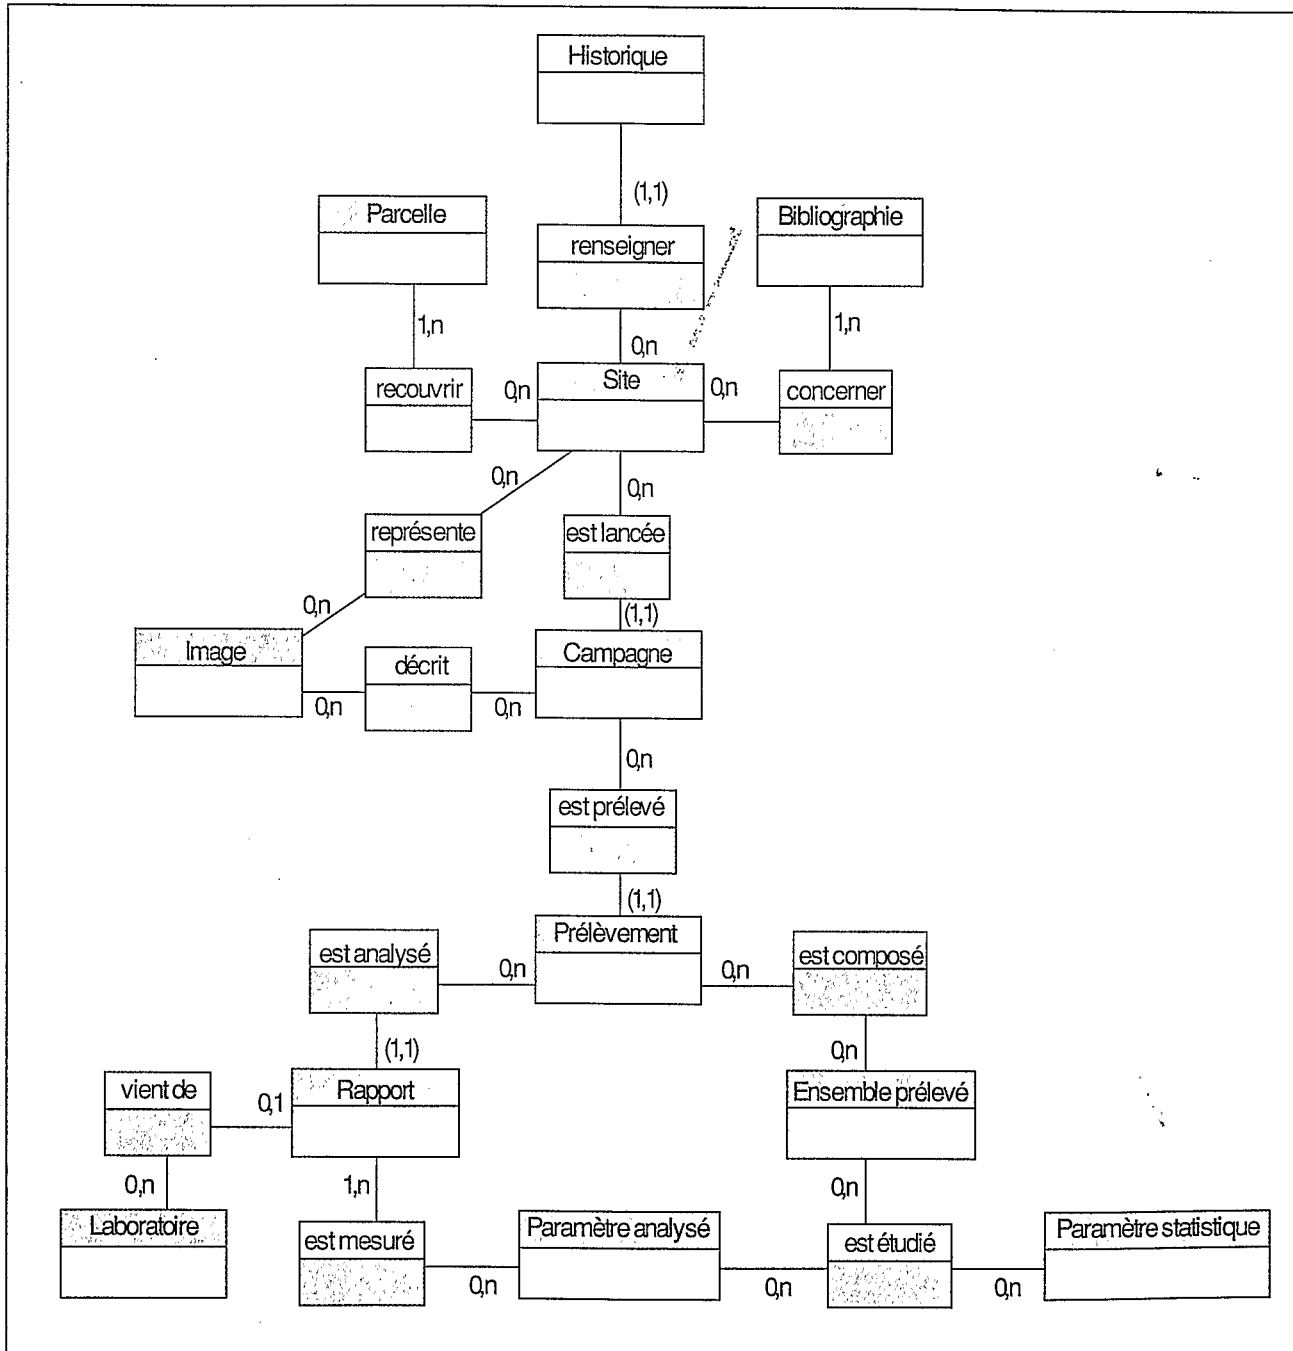 Historique
(1,1)
Parcelle
Bibliographie
renseigner
1,n
1,n
0,n
recouvrir
0,n
Site
0,n
concerner
0,n
0,n
représente
est lancée
0,n
(1,1)
Image
décrit
Campagne
0,n
0,n
0,n
est prélevé
(1,1)
Prélèvement
est analysé
0,n
0,n
est composé
(1,1)
0,n
vient de
0,1
Rapport
Ensemble prélevé
0,n
1,n
0,n
Laboratoire
est mesuré
Paramètre analysé
est étudié
Paramètre statistique
0,n
0,n
0,n